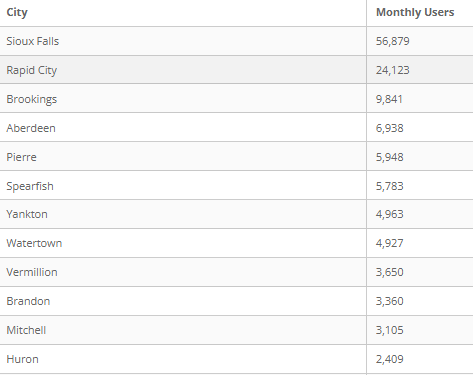 City Monthly Users
Sioux Falls 56,879
Rapid City 24,123
Brookings 9,841
Aberdeen 6,938
Pierre 5,948
Spearfish 5,783
Yankton 4,963
Watertown 4,927
Vermillion 3,650
Brandon 3,360
Mitchell 3,105
Huron 2,409